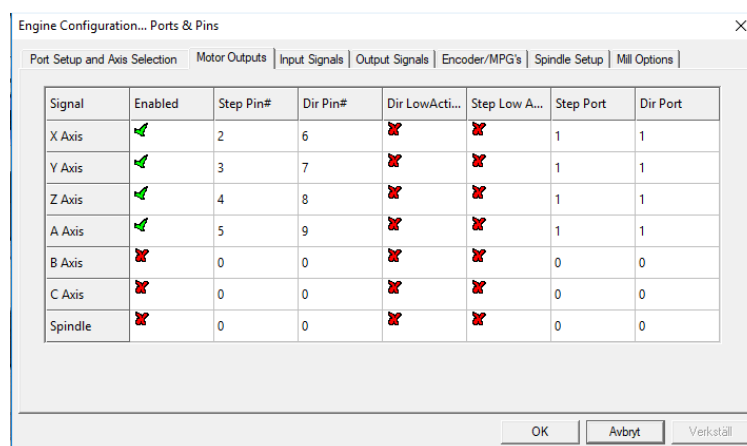 Engine Configuration... Ports & Pins
Port Setup and Axis Selection Motor Outputs Input Signals Output Signals Encoder/MPG's Spindle Setup Mill Options
Signal Enabled Step Pin# Dir Pin# Dir LowActi... Step Low A... Step Port Dir Port
X Axis 2 6 1 1
Y Axis 3 7 1 1
Z Axis 4 8 1 1
A Axis 5 9 1 1
B Axis 0 0 0 0
C Axis 0 0 0 0
Spindle 0 0 0 0
OK Avbryt Verkställ